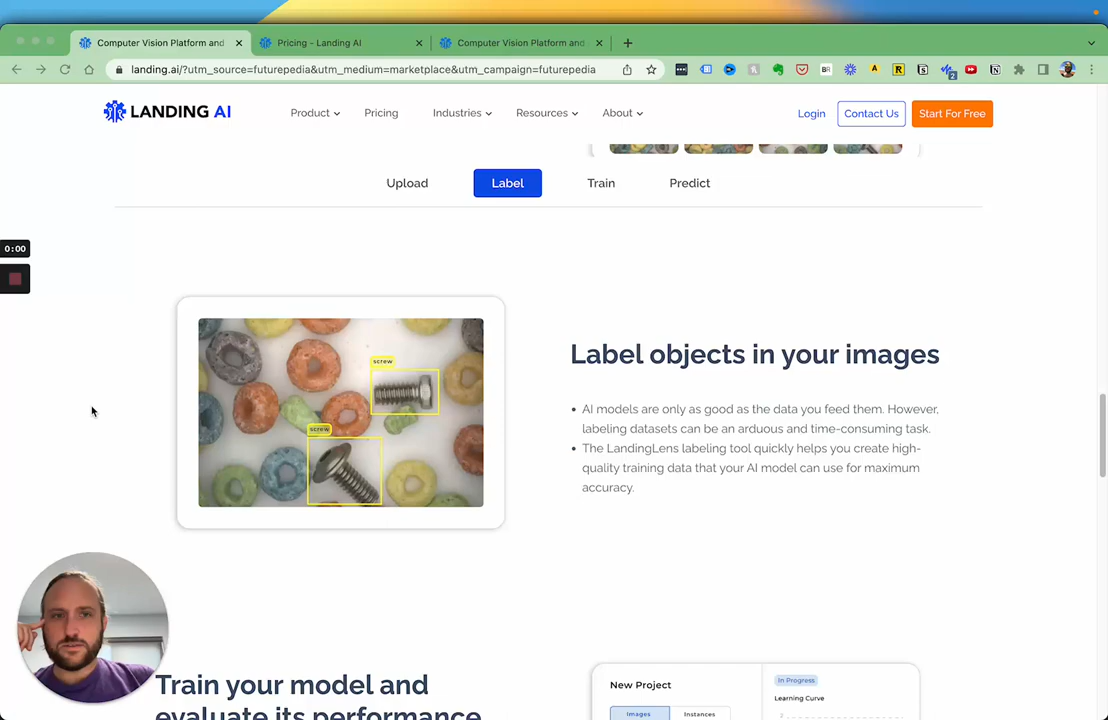 Computer Vision Platform and
Pricing - Landing AI
Computer Vision Platform and
landing.ai/?utm_source=futurepedia&utm_medium=marketplace&utm_campaign=futurepedia
LANDING AI
Product
Pricing
Industries
Resources
About
Login
Contact Us
Start For Free
Upload
Label
Train
Predict
0:00
screw
screw
Label objects in your images
• AI models are only as good as the data you feed them. However,
labeling datasets can be an arduous and time-consuming task.
• The LandingLens labeling tool quickly helps you create high-
quality training data that your AI model can use for maximum
accuracy.
Train your model and
evaluate its performance
New Project
Images
Instances
In Progress
Learning Curve